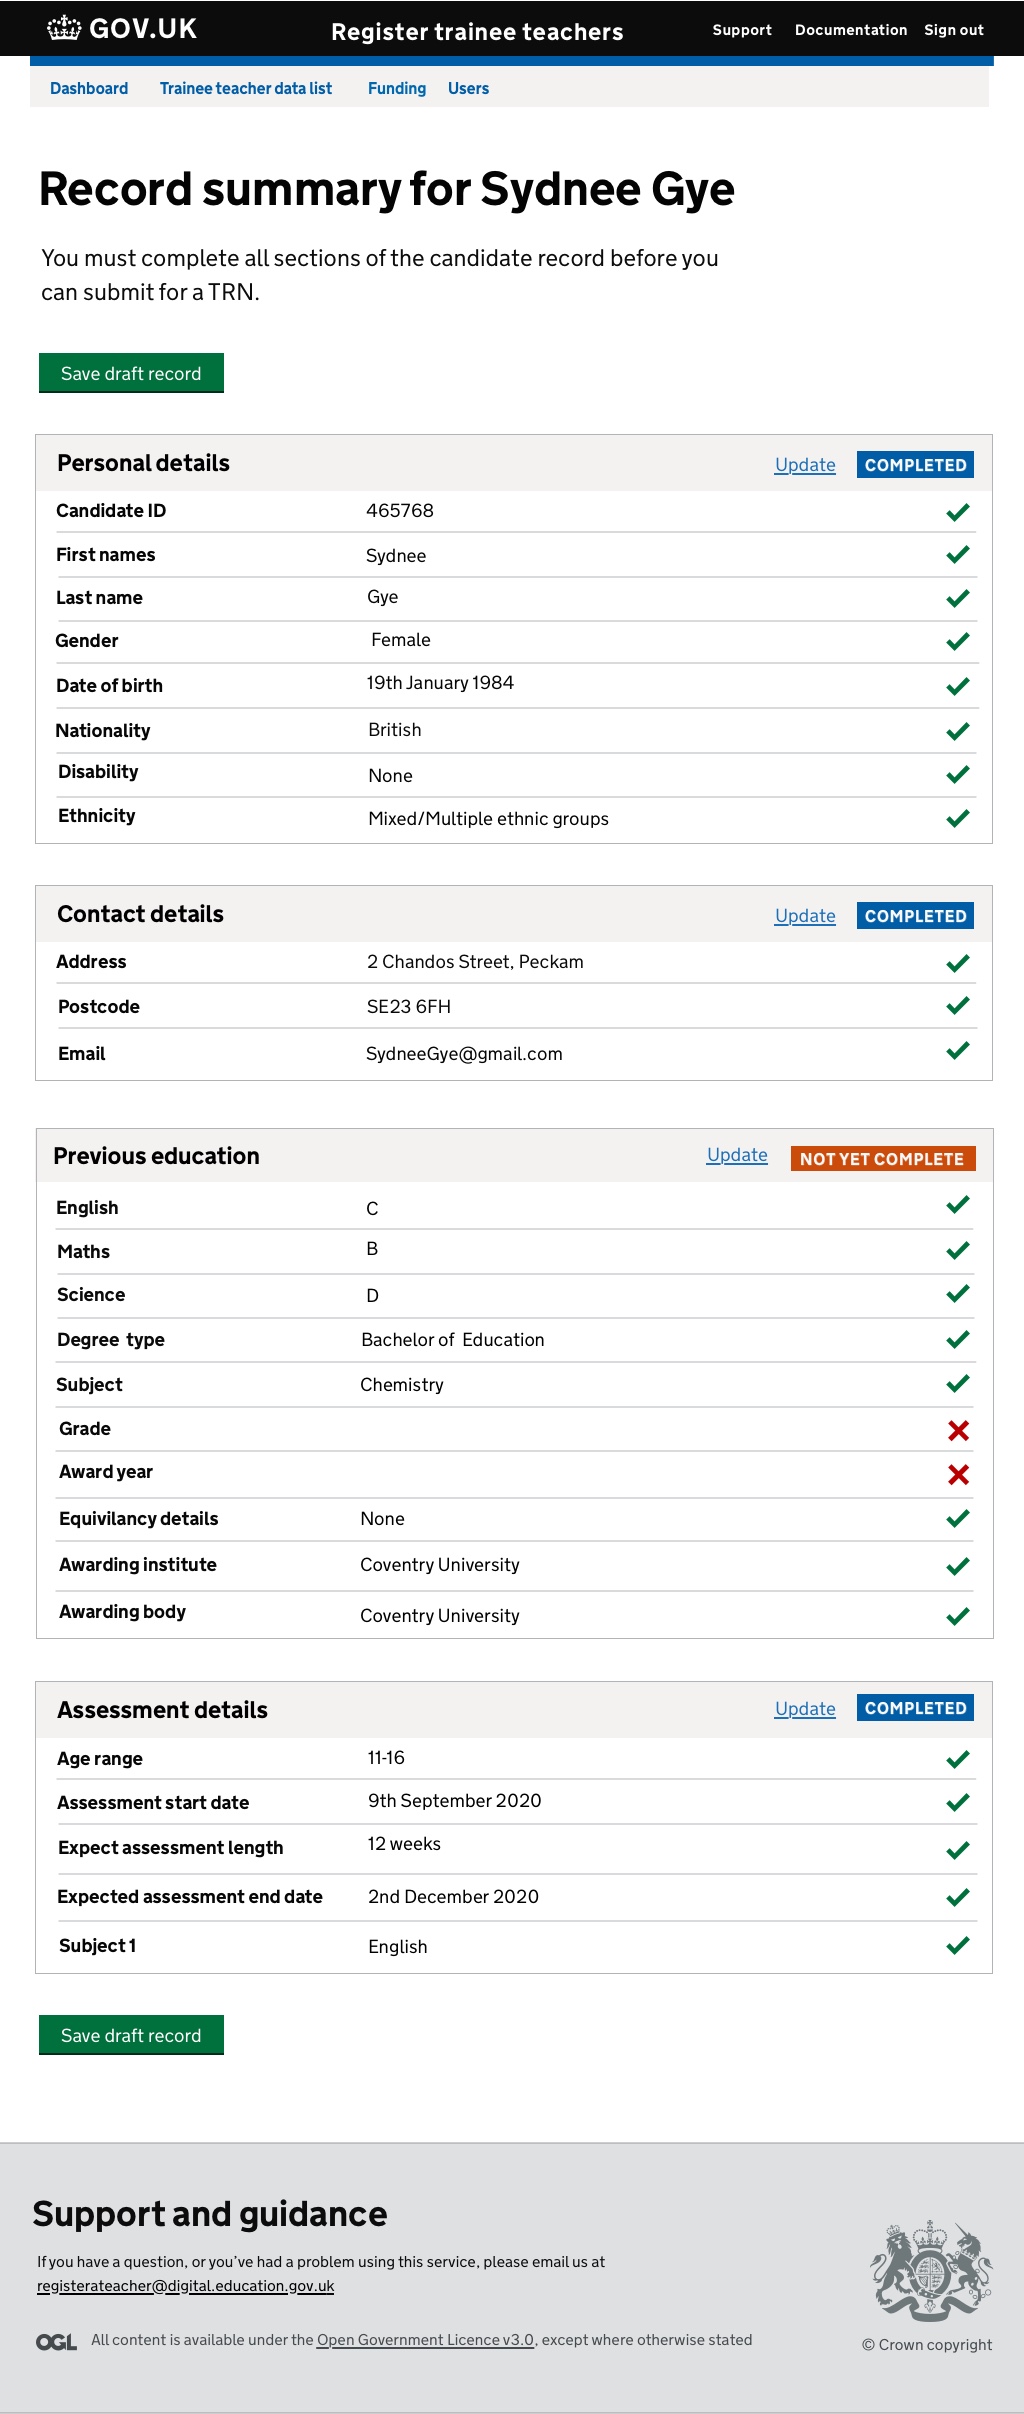 GOV.UK Register trainee teachers Support Documentation Sign out
Dashboard Trainee teacher data list Funding Users
Record summary for Sydnee Gye
You must complete all sections of the candidate record before you
can submit for a TRN.
Save draft record
Personal details Update COMPLETED
Candidate ID 465768
First names Sydnee
Last name Gye
Gender Female
Date of birth 19th January 1984
Nationality British
Disability None
Ethnicity Mixed/Multiple ethnic groups
Contact details Update COMPLETED
Address 2 Chandos Street, Peckam
Postcode SE23 6FH
Email SydneeGye@gmail.com
Previous education Update NOT YET COMPLETE
English C
Maths B
Science D
Degree type Bachelor of Education
Subject Chemistry
Grade
Award year
Equivilancy details None
Awarding institute Coventry University
Awarding body Coventry University
Assessment details Update COMPLETED
Age range 11-16
Assessment start date 9th September 2020
Expect assessment length 12 weeks
Expected assessment end date 2nd December 2020
Subject 1 English
Save draft record
Support and guidance
If you have a question, or you've had a problem using this service, please email us at
registerateacher@digital.education.gov.uk
OGL All content is available under the Open Government Licence v3.0, except where otherwise stated
© Crown copyright